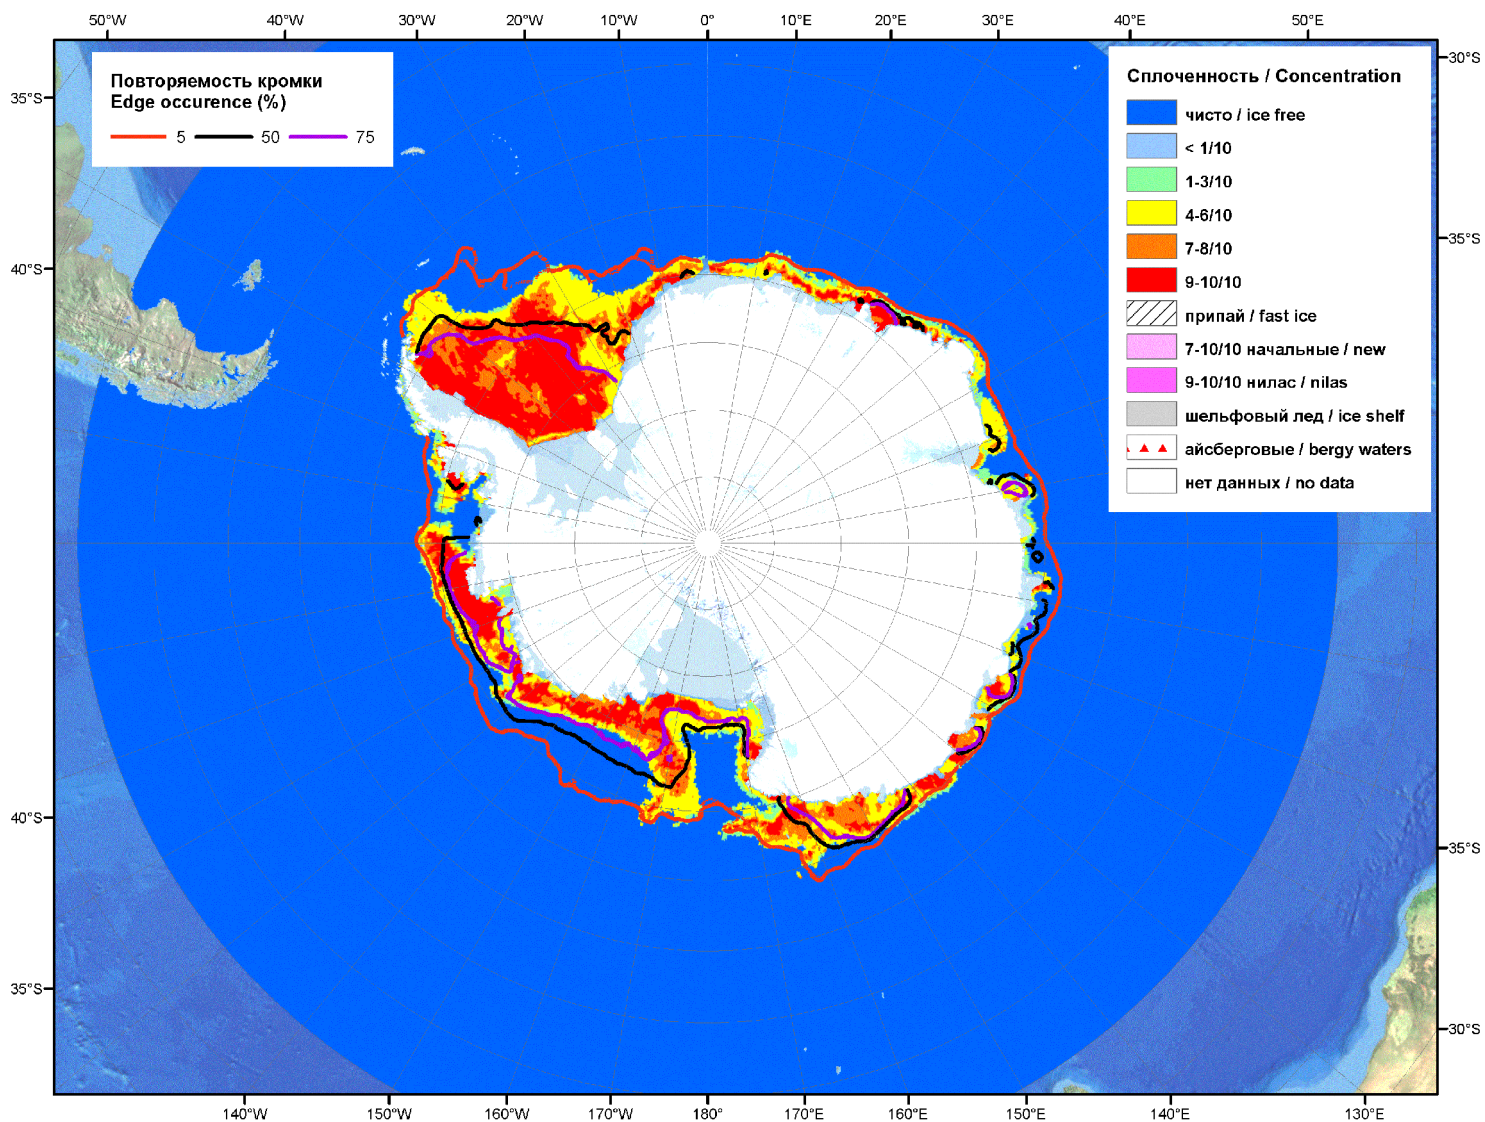 50°W 40°W 30°W 20°W 10°W 0° 10°E 20°E 30°E 40°E 50°E
Повторяемость кромки
Edge occurence (%)
5 50 75
Сплоченность / Concentration
чисто / ice free
< 1/10
1-3/10
4-6/10
7-8/10
9-10/10
припай / fast ice
7-10/10 начальные / new
9-10/10 нилас / nilas
шельфовый лед / ice shelf
айсберговые / bergy waters
нет данных / no data
35°S
40°S
40°S
35°S
30°S
35°S
35°S
30°S
140°W 150°W 160°W 170°W 180° 170°E 160°E 150°E 140°E 130°E